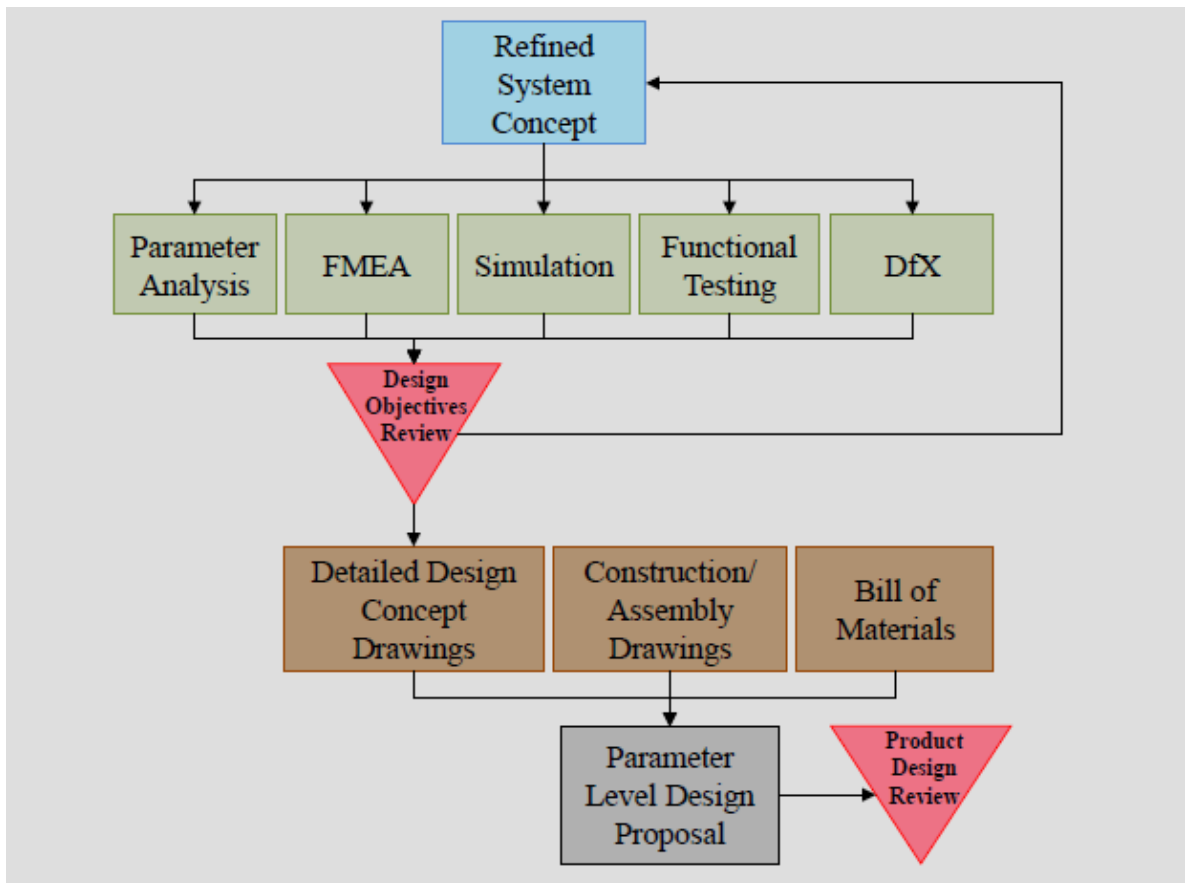 Refined
System
Concept
Parameter
Analysis
FMEA
Simulation
Functional
Testing
DfX
Design
Objectives
Review
Detailed Design
Concept
Drawings
Construction/
Assembly
Drawings
Bill of
Materials
Parameter
Level Design
Proposal
Product
Design
Review